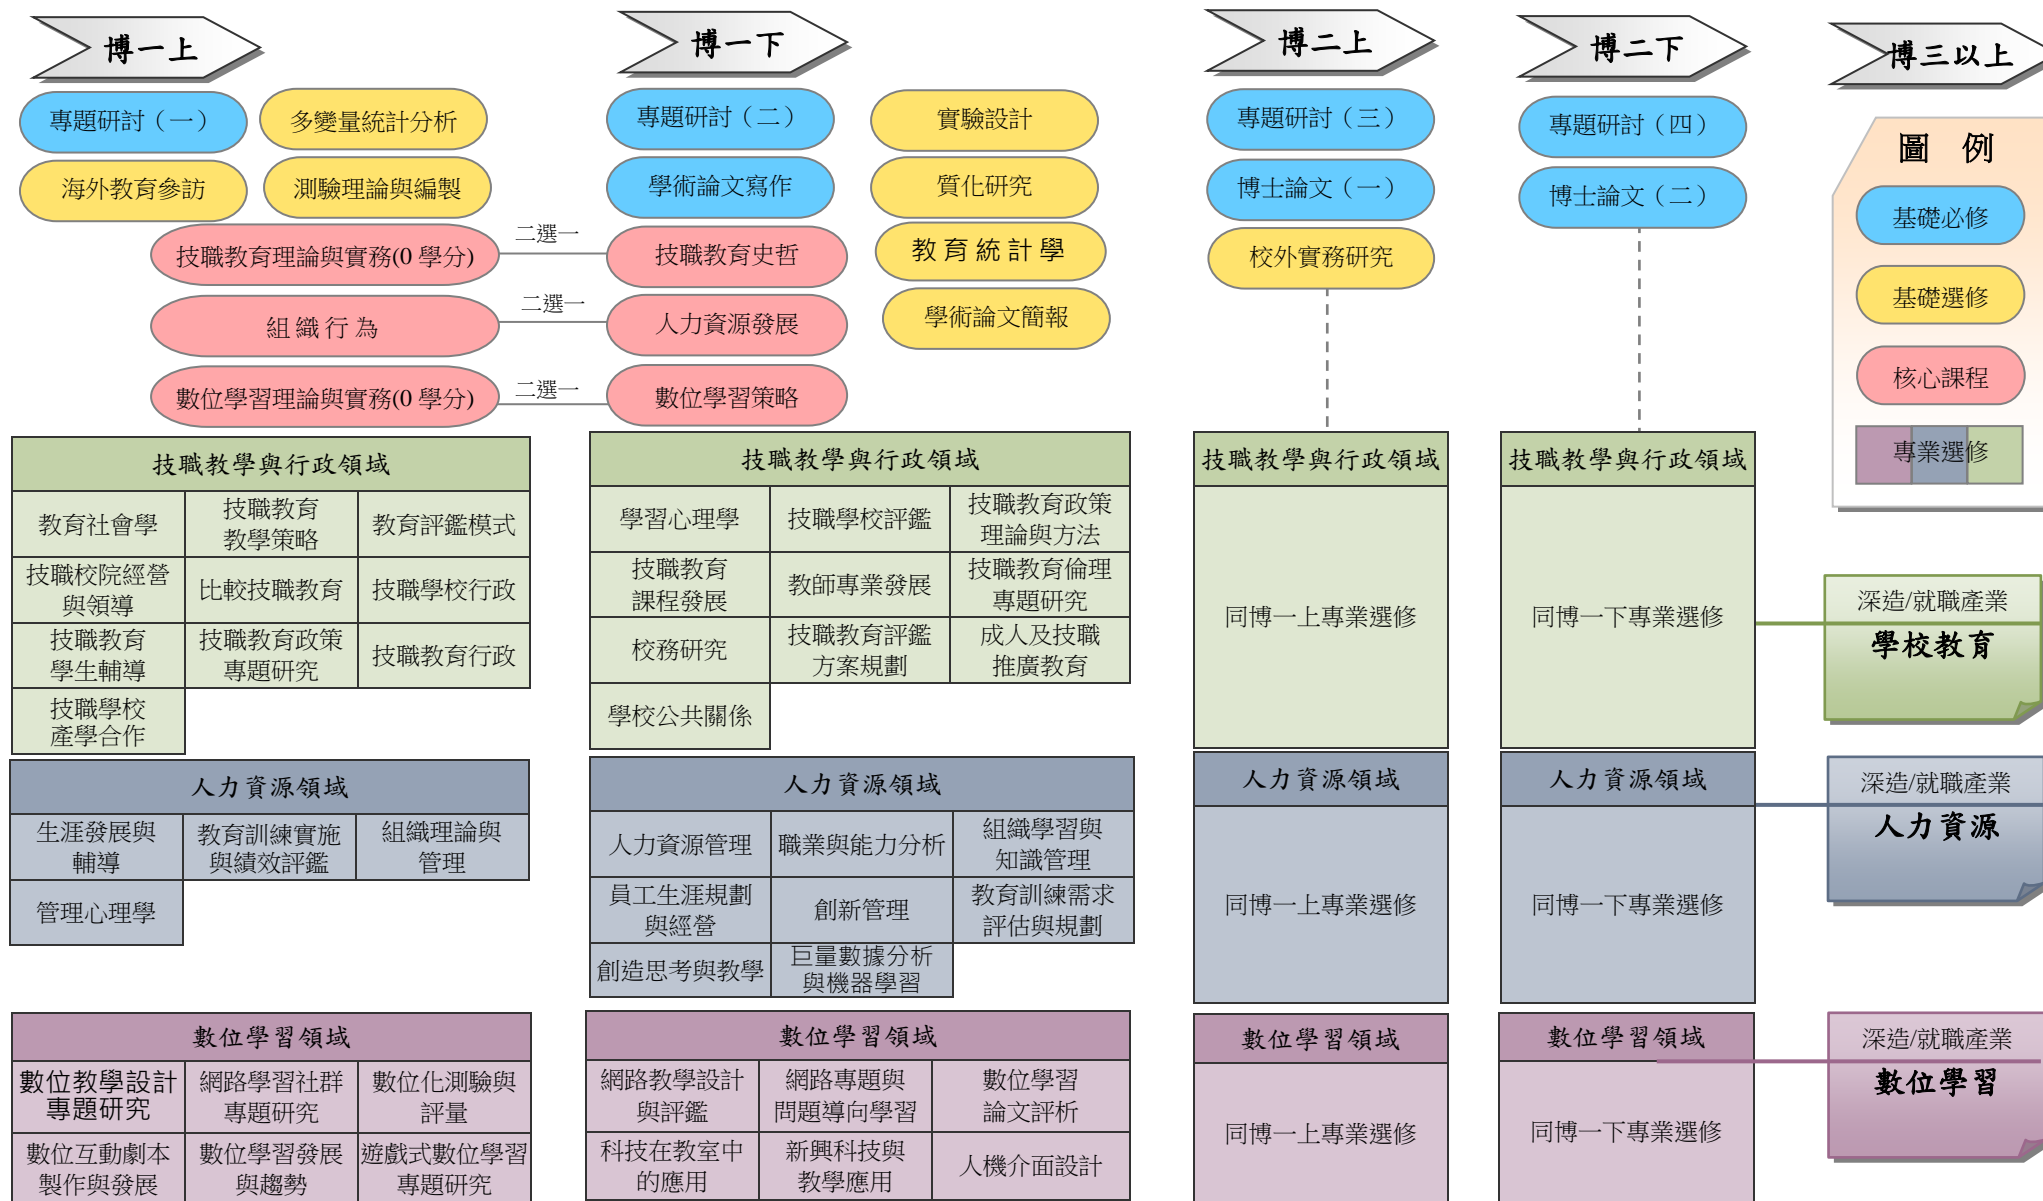 博一上
博一下
博二上
博二下
博三以上
專題研討（一）
多變量統計分析
海外教育參訪
測驗理論與編製
專題研討（二）
實驗設計
學術論文寫作
質化研究
教育統計學
學術論文簡報
專題研討（三）
博士論文（一）
校外實務研究
專題研討（四）
博士論文（二）
技職教育理論與實務(0 學分)
二選一
技職教育史哲
組織行為
二選一
人力資源發展
數位學習理論與實務(0 學分)
二選一
數位學習策略
圖 例
基礎必修
基礎選修
核心課程
專業選修
技職教學與行政領域
教育社會學
技職教育
教學策略
教育評鑑模式
技職校院經營
與領導
比較技職教育
技職學校行政
技職教育
學生輔導
技職教育政策
專題研究
技職教育行政
技職學校
產學合作
技職教學與行政領域
學習心理學
技職學校評鑑
技職教育政策
理論與方法
技職教育
課程發展
教師專業發展
技職教育倫理
專題研究
校務研究
技職教育評鑑
方案規劃
成人及技職
推廣教育
學校公共關係
技職教學與行政領域
同博一上專業選修
技職教學與行政領域
同博一下專業選修
深造/就職產業
學校教育
人力資源領域
生涯發展與
輔導
教育訓練實施
與績效評鑑
組織理論與
管理
管理心理學
人力資源領域
人力資源管理
職業與能力分析
組織學習與
知識管理
員工生涯規劃
與經營
創新管理
教育訓練需求
評估與規劃
創造思考與教學
巨量數據分析
與機器學習
人力資源領域
同博一上專業選修
人力資源領域
同博一下專業選修
深造/就職產業
人力資源
數位學習領域
數位教學設計
專題研究
網路學習社群
專題研究
數位化測驗與
評量
數位互動劇本
製作與發展
數位學習發展
與趨勢
遊戲式數位學習
專題研究
數位學習領域
網路教學設計
與評鑑
網路專題與
問題導向學習
數位學習
論文評析
科技在教室中
的應用
新興科技與
教學應用
人機介面設計
數位學習領域
同博一上專業選修
數位學習領域
同博一下專業選修
深造/就職產業
數位學習